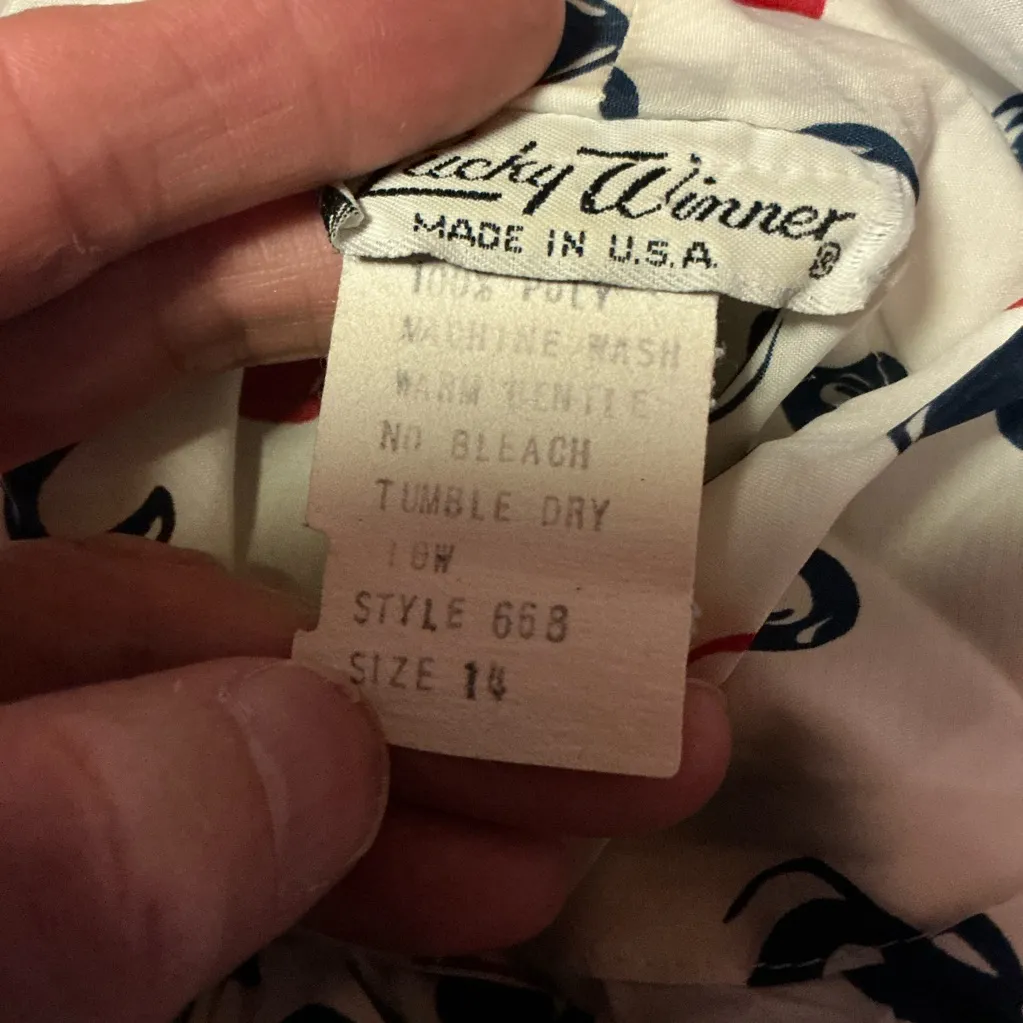 Lucky Winner®
MADE IN U.S.A.
100% POLY
MACHINE WASH
WARM GENTLE
NO BLEACH
TUMBLE DRY
LOW
STYLE 668
SIZE 14